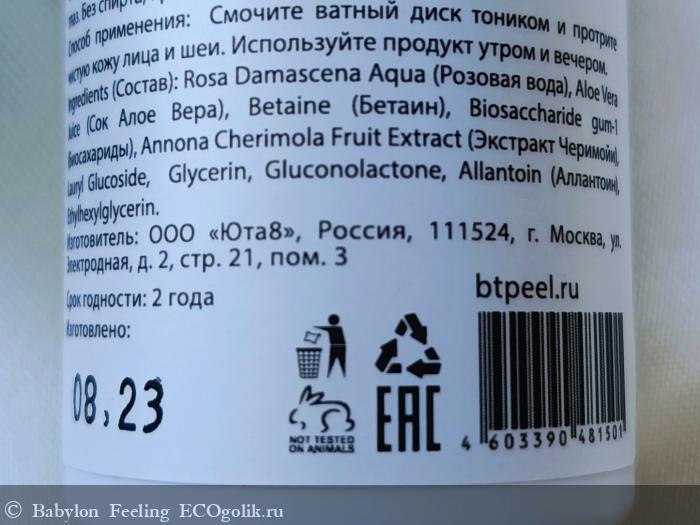 Без спирта,
Способ применения: Смочите ватный диск тоником и протрите
чистую кожу лица и шеи. Используйте продукт утром и вечером.
Ingredients (Состав): Rosa Damascena Aqua (Розовая вода), Aloe Vera
Juice (Сок Алое Вера), Betaine (Бетаин), Biosaccharide gum-1
(Биосахариды), Annona Cherimola Fruit Extract (Экстракт Черимойи),
Lauryl Glucoside, Glycerin, Gluconolactone, Allantoin (Аллантоин),
Ethylhexylglycerin.
Изготовитель: ООО «Юта8», Россия, 111524, г. Москва, ул.
Электродная, д. 2, стр. 21, пом. 3
Срок годности: 2 года
btpeel.ru
Изготовлено:
08,23
NOT TESTED
ON ANIMALS
EAC
4 603390 481501
© Babylon Feeling ECOgolik.ru